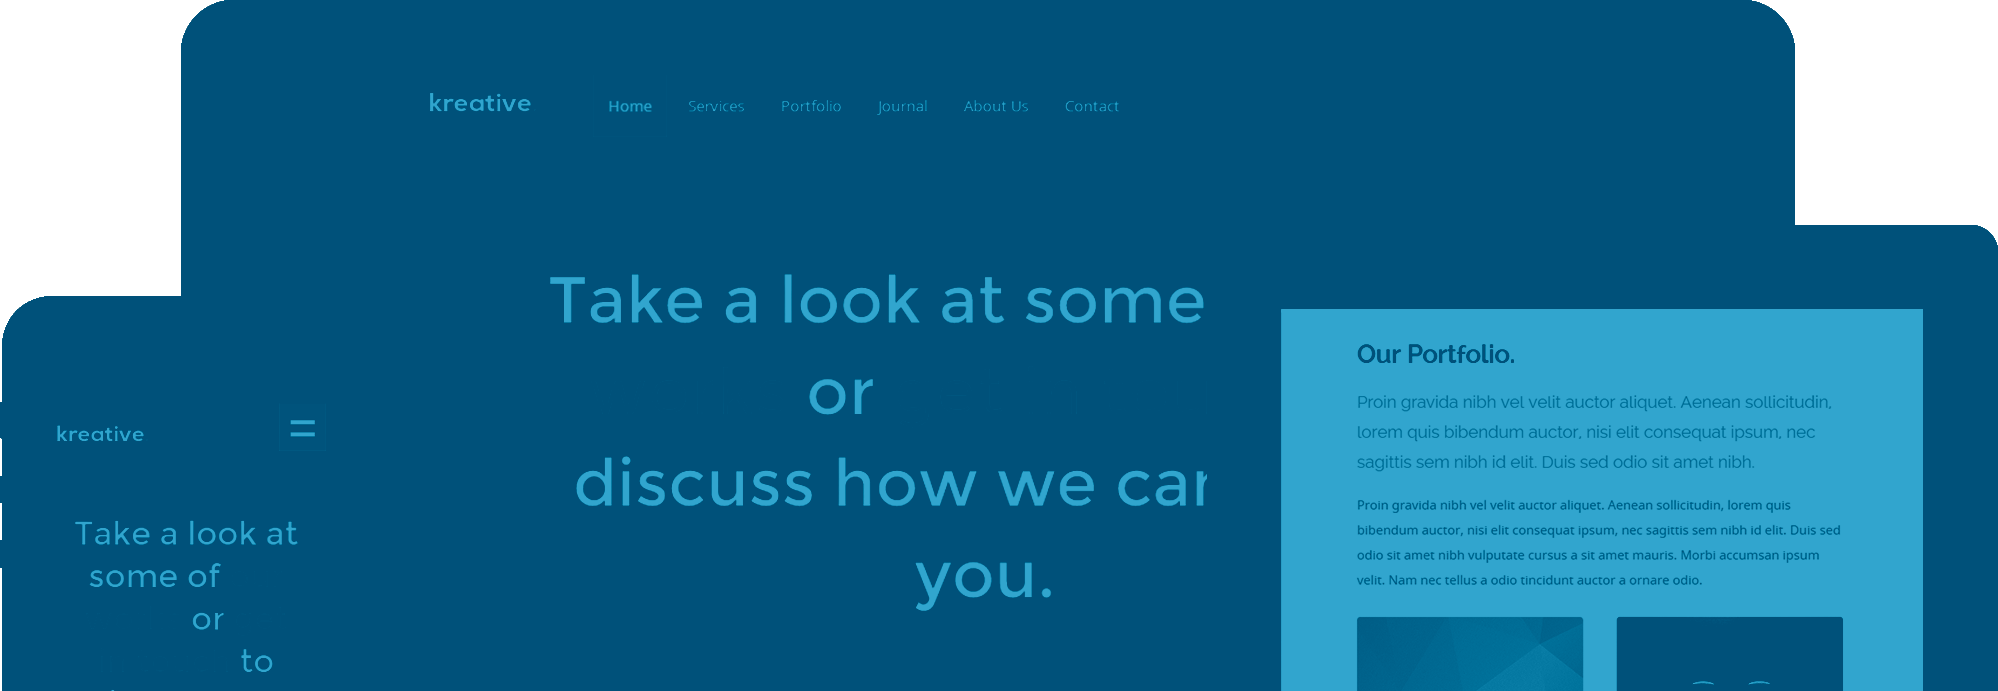 kreative
Home Services Portfolio Journal About Us Contact
Take a look at some
or
discuss how we can
you.
kreative
Take a look at
some of
or
to
Our Portfolio.
Proin gravida nibh vel velit auctor aliquet. Aenean sollicitudin,
lorem quis bibendum auctor, nisi elit consequat ipsum, nec
sagittis sem nibh id elit. Duis sed odio sit amet nibh.
Proin gravida nibh vel velit auctor aliquet. Aenean sollicitudin, lorem quis
bibendum auctor, nisi elit consequat ipsum, nec sagittis sem nibh id elit. Duis sed
odio sit amet nibh vulputate cursus a sit amet mauris. Morbi accumsan ipsum
velit. Nam nec tellus a odio tincidunt auctor a ornare odio.